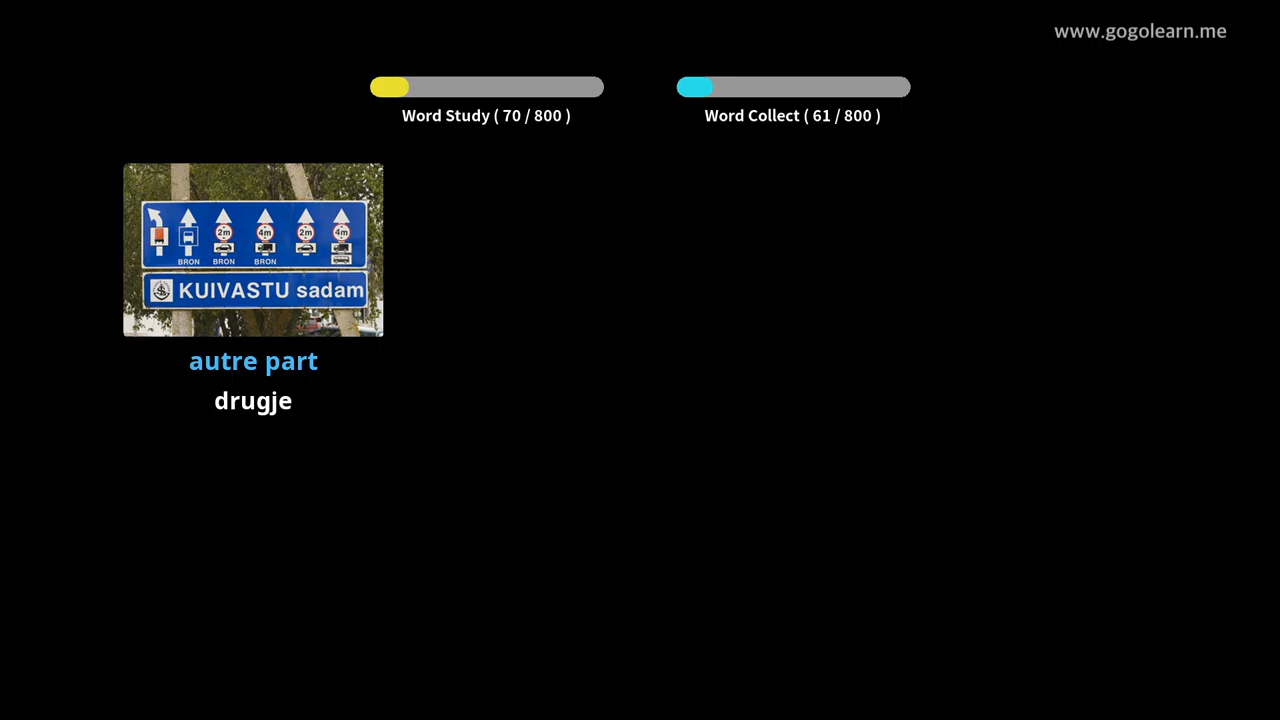 www.gogolearn.me
Word Study ( 70 / 800 )
Word Collect ( 61 / 800 )
2m 4m 2m 4m
BRON BRON BRON
KUIVASTU sadam
autre part
drugje